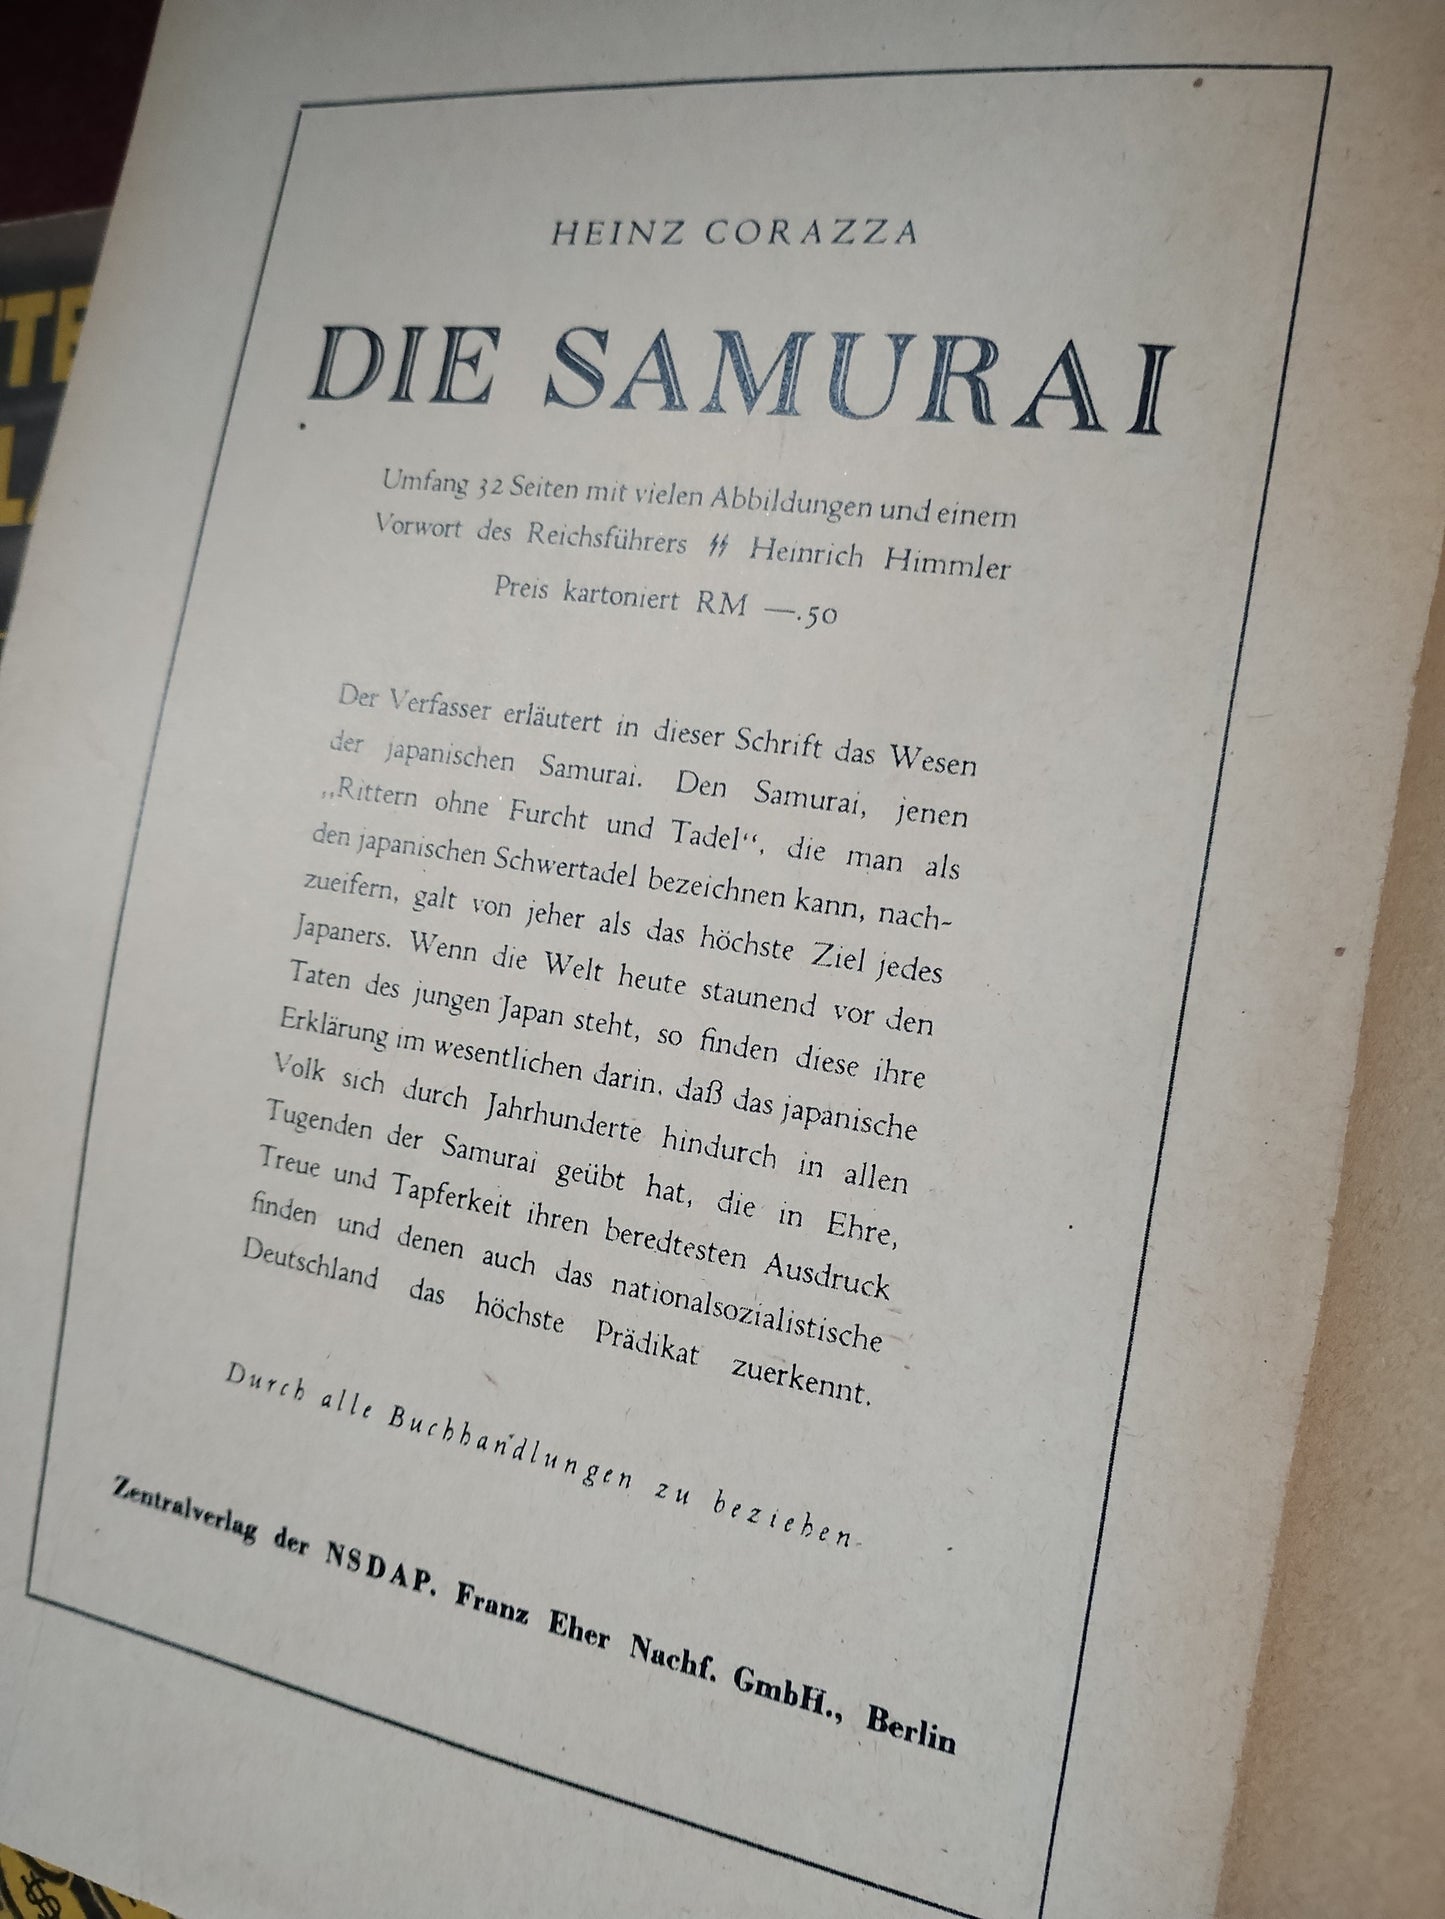 HEINZ CORAZZA
DIE SAMURAI
Umfang 32 Seiten mit vielen Abbildungen und einem
Vorwort des Reichsführers ᛋᛋ Heinrich Himmler
Preis kartoniert RM —.50
Der Verfasser erläutert in dieser Schrift das Wesen
der japanischen Samurai. Den Samurai, jenen
„Rittern ohne Furcht und Tadel“, die man als
den japanischen Schwertadel bezeichnen kann, nach-
zueifern, galt von jeher als das höchste Ziel jedes
Japaners. Wenn die Welt heute staunend vor den
Taten des jungen Japan steht, so finden diese ihre
Erklärung im wesentlichen darin, daß das japanische
Volk sich durch Jahrhunderte hindurch in allen
Tugenden der Samurai geübt hat, die in Ehre,
Treue und Tapferkeit ihren beredtesten Ausdruck
finden und denen auch das nationalsozialistische
Deutschland das höchste Prädikat zuerkennt.
Durch alle Buchhandlungen zu beziehen
Zentralverlag der NSDAP. Franz Eher Nachf. GmbH., Berlin